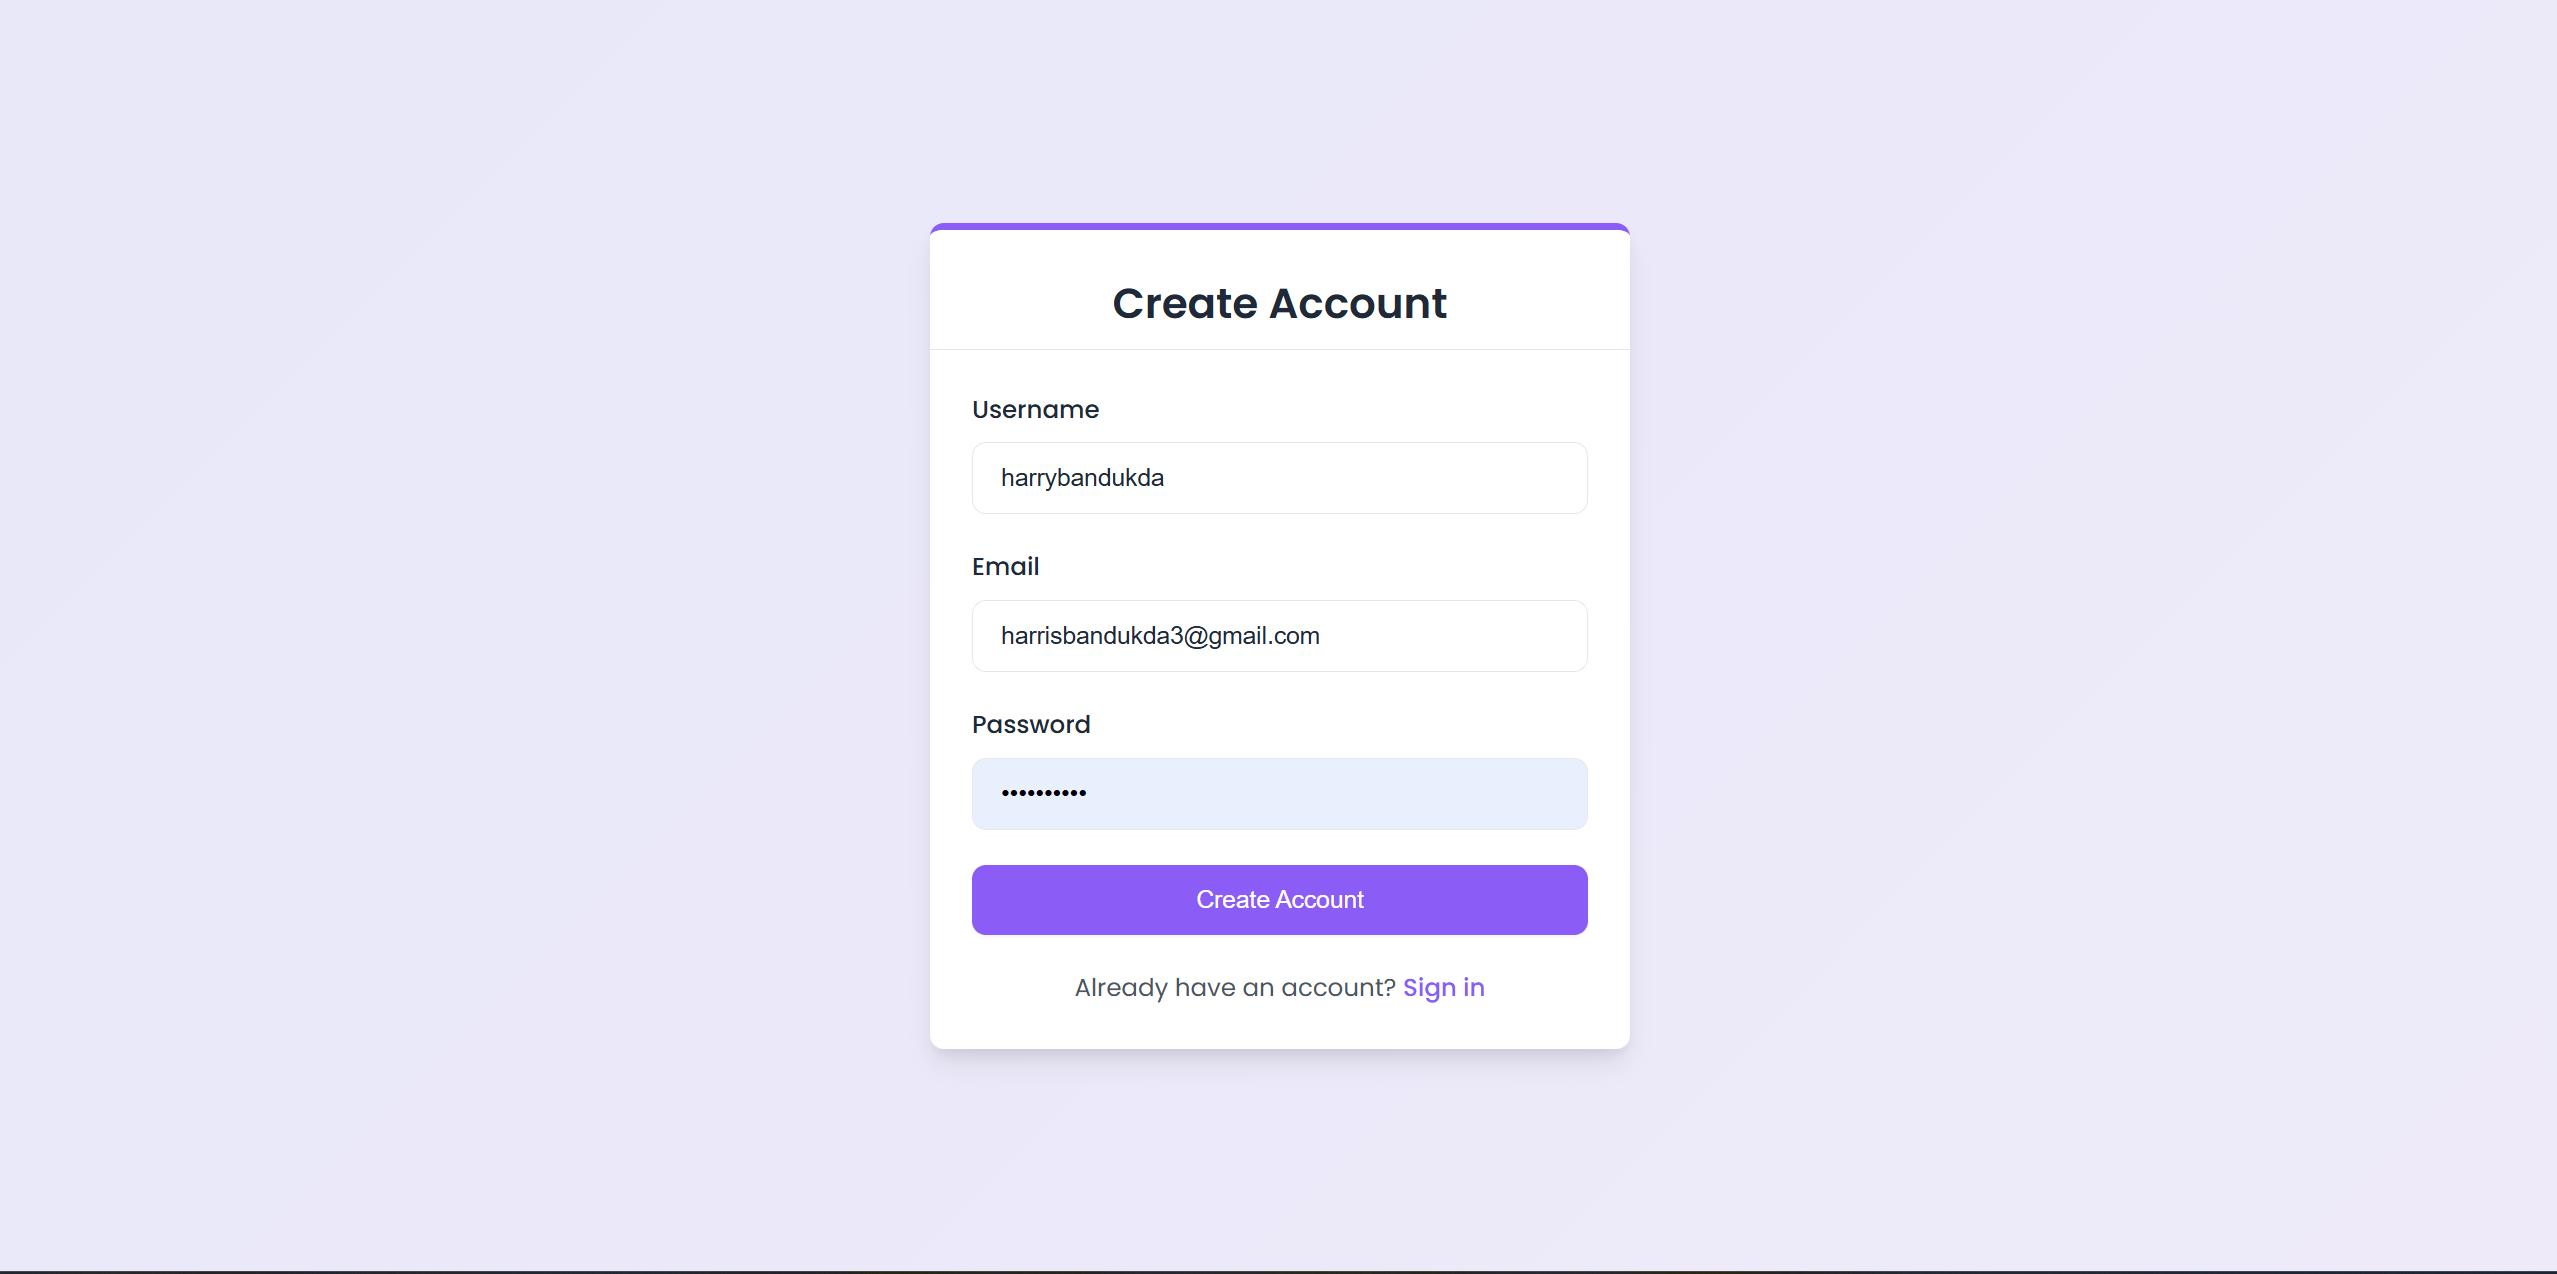 Create Account
Username
harrybandukda
Email
harrisbandukda3@gmail.com
Password
••••••••••
Create Account
Already have an account? Sign in